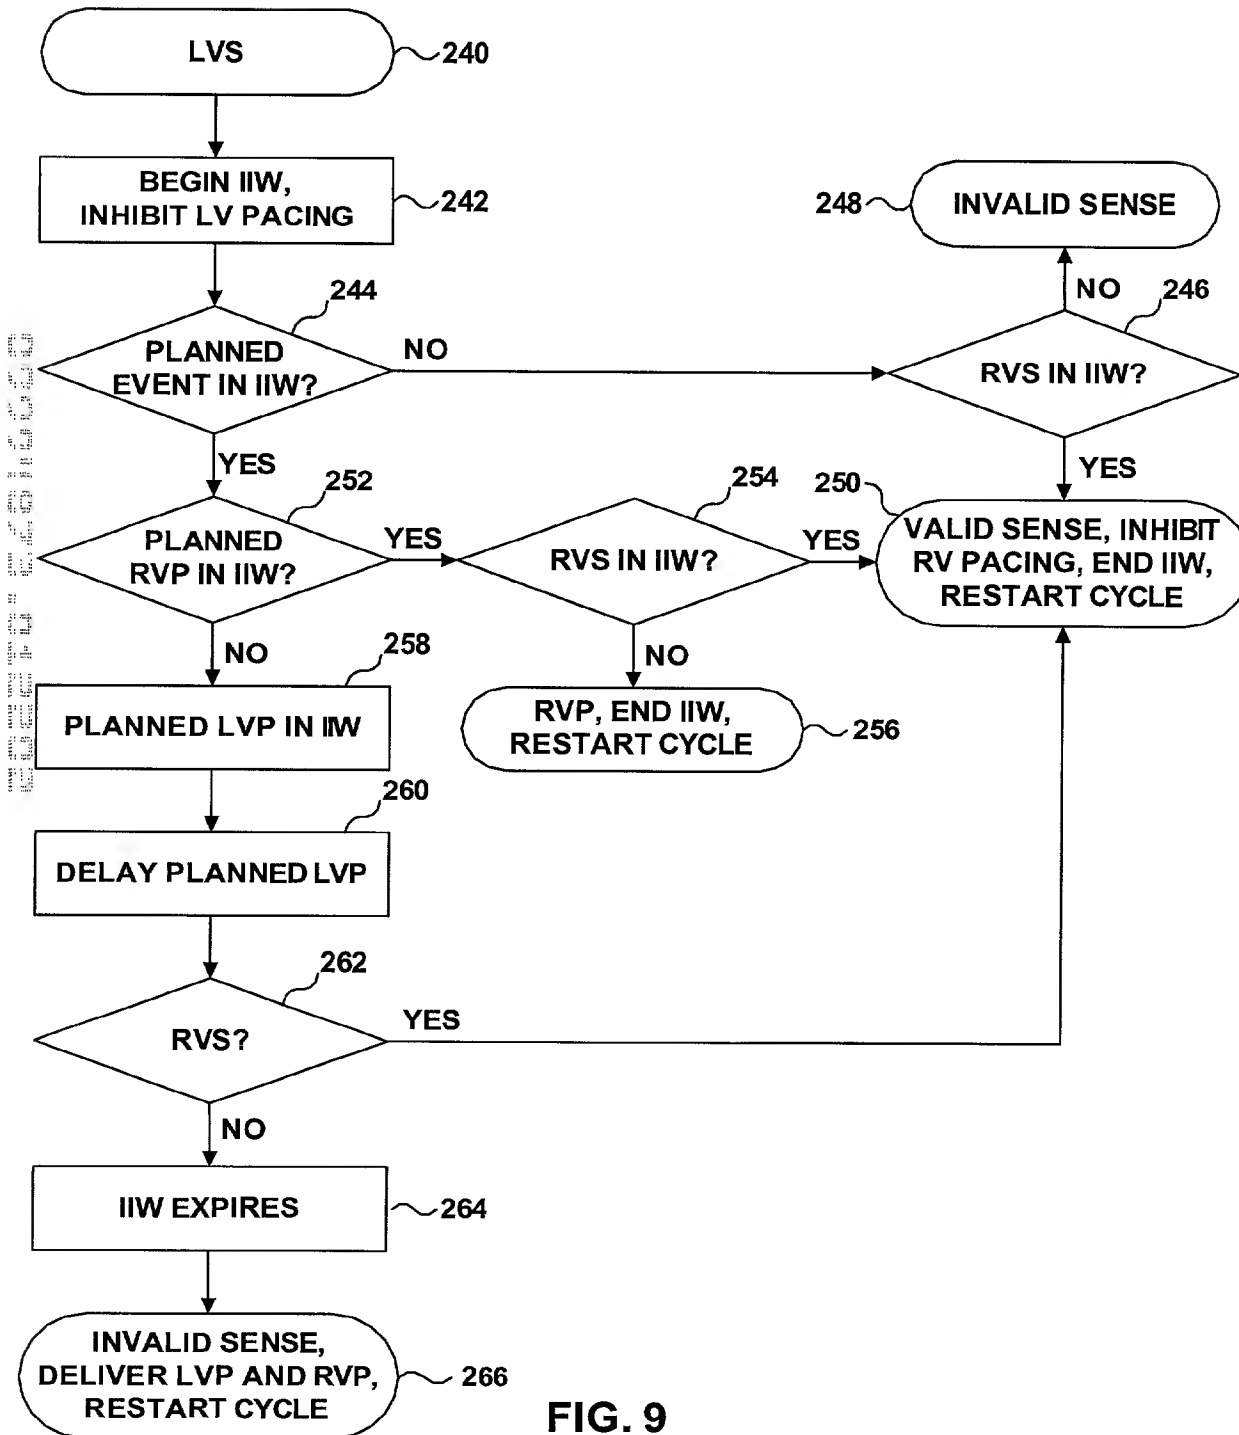 LVS
240
BEGIN IIW,
INHIBIT LV PACING
242
248
INVALID SENSE
NO
246
244
PLANNED
EVENT IN IIW?
NO
RVS IN IIW?
YES
YES
252
254
250
PLANNED
RVP IN IIW?
YES
RVS IN IIW?
YES
VALID SENSE, INHIBIT
RV PACING, END IIW,
RESTART CYCLE
NO
258
NO
PLANNED LVP IN IIW
RVP, END IIW,
RESTART CYCLE
256
260
DELAY PLANNED LVP
262
RVS?
YES
NO
IIW EXPIRES
264
INVALID SENSE,
DELIVER LVP AND RVP,
RESTART CYCLE
266
FIG. 9